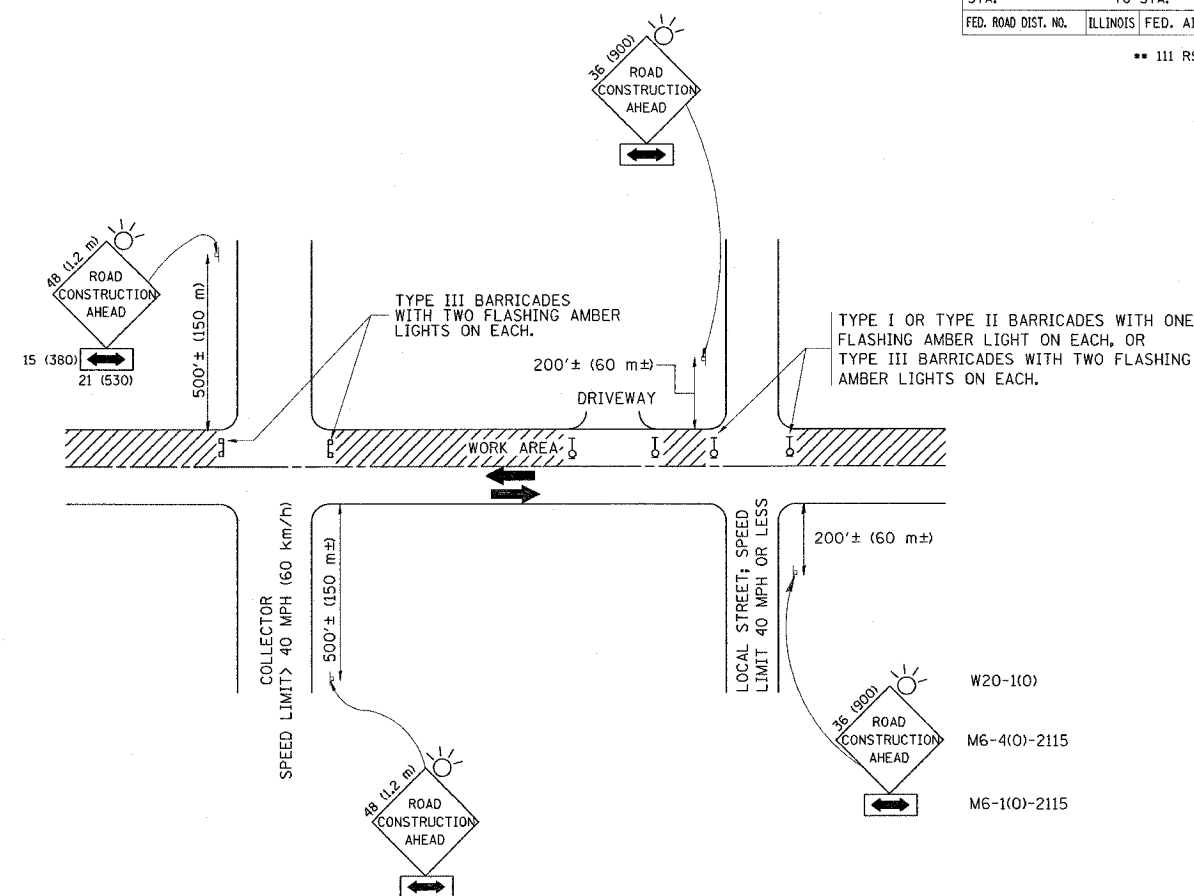 FED. ROAD DIST. NO. ILLINOIS FED. AI
** 111 RS
36 (900)
ROAD
CONSTRUCTION
AHEAD
48 (1.2 m)
ROAD
CONSTRUCTION
AHEAD
15 (380)
21 (530)
500'± (150 m)
TYPE III BARRICADES
WITH TWO FLASHING AMBER
LIGHTS ON EACH.
200'± (60 m±)
DRIVEWAY
TYPE I OR TYPE II BARRICADES WITH ONE
FLASHING AMBER LIGHT ON EACH, OR
TYPE III BARRICADES WITH TWO FLASHING
AMBER LIGHTS ON EACH.
WORK AREA
COLLECTOR
SPEED LIMIT> 40 MPH (60 km/h)
500'± (150 m±)
LOCAL STREET; SPEED
LIMIT 40 MPH OR LESS
200'± (60 m±)
36 (900)
ROAD
CONSTRUCTION
AHEAD
W20-1(O)
M6-4(O)-2115
M6-1(O)-2115
48 (1.2 m)
ROAD
CONSTRUCTION
AHEAD